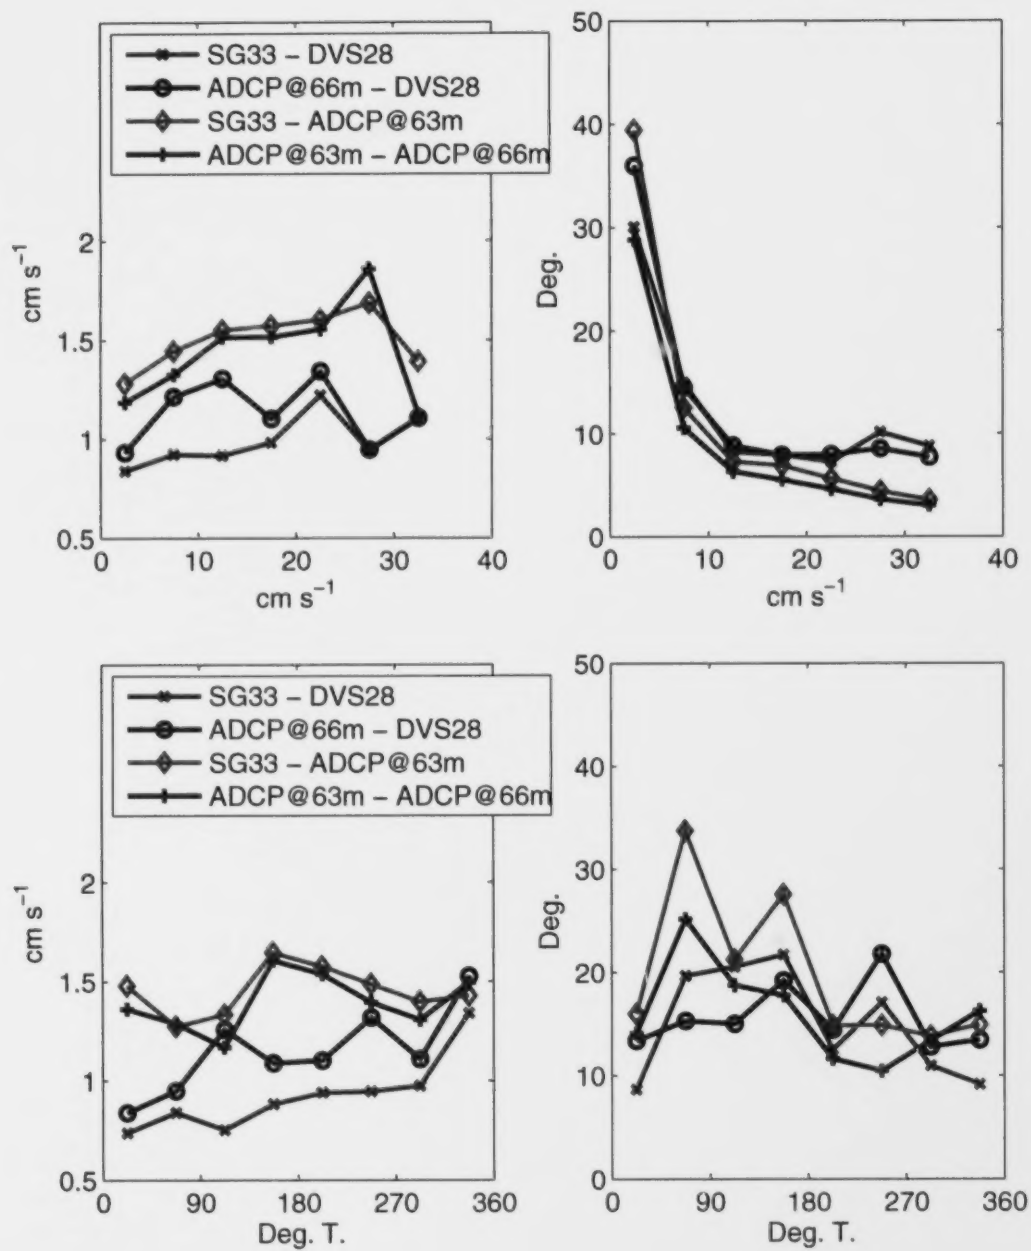 SG33 – DVS28
ADCP@66m – DVS28
SG33 – ADCP@63m
ADCP@63m – ADCP@66m
cm s⁻¹
2
1.5
1
0.5
0 10 20 30 40
cm s⁻¹
Deg.
50
40
30
20
10
0
0 10 20 30 40
cm s⁻¹
SG33 – DVS28
ADCP@66m – DVS28
SG33 – ADCP@63m
ADCP@63m – ADCP@66m
cm s⁻¹
2
1.5
1
0.5
0 90 180 270 360
Deg. T.
Deg.
50
40
30
20
10
0
0 90 180 270 360
Deg. T.